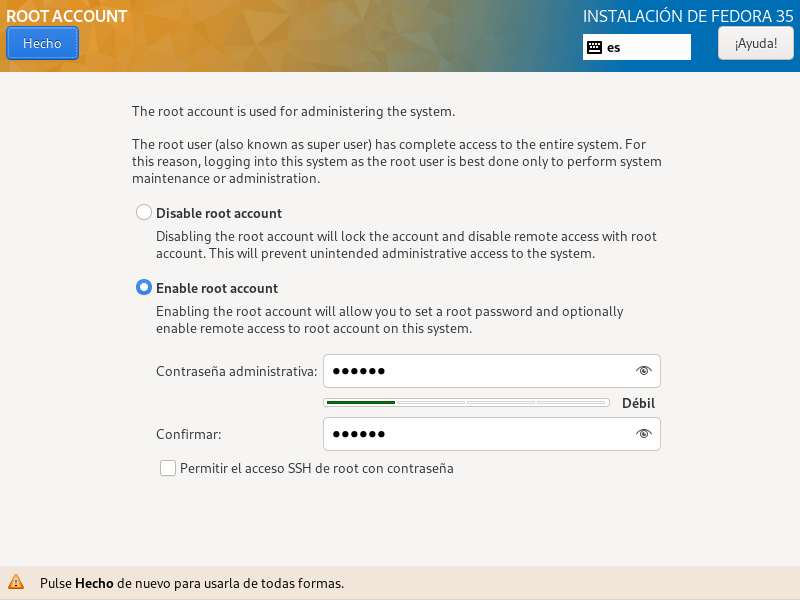 ROOT ACCOUNT
INSTALACIÓN DE FEDORA 35
Hecho
es
¡Ayuda!
The root account is used for administering the system.
The root user (also known as super user) has complete access to the entire system. For
this reason, logging into this system as the root user is best done only to perform system
maintenance or administration.
Disable root account
Disabling the root account will lock the account and disable remote access with root
account. This will prevent unintended administrative access to the system.
Enable root account
Enabling the root account will allow you to set a root password and optionally
enable remote access to root account on this system.
Contraseña administrativa: ●●●●●●
Débil
Confirmar: ●●●●●●
Permitir el acceso SSH de root con contraseña
Pulse Hecho de nuevo para usarla de todas formas.